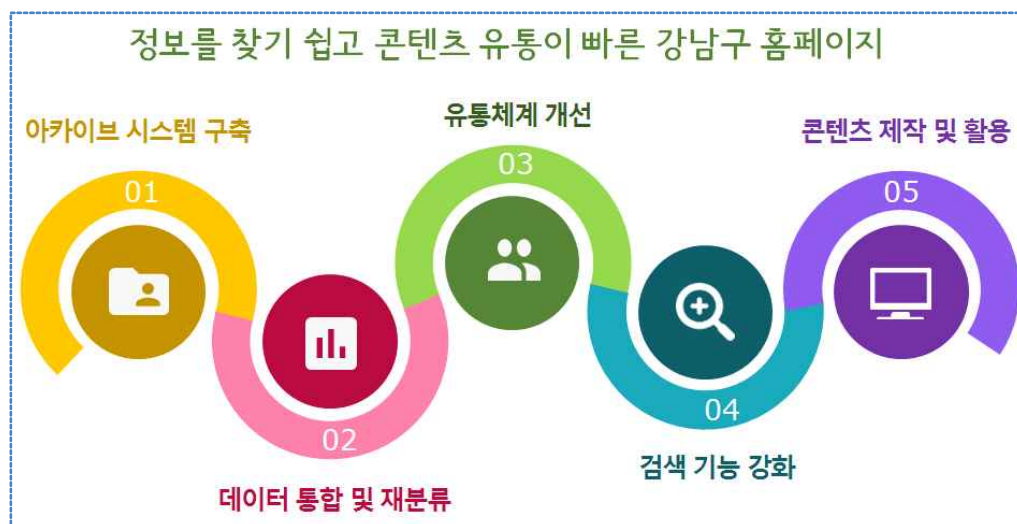 정보를 찾기 쉽고 콘텐츠 유통이 빠른 강남구 홈페이지
아카이브 시스템 구축
01
02
데이터 통합 및 재분류
유통체계 개선
03
04
검색 기능 강화
콘텐츠 제작 및 활용
05